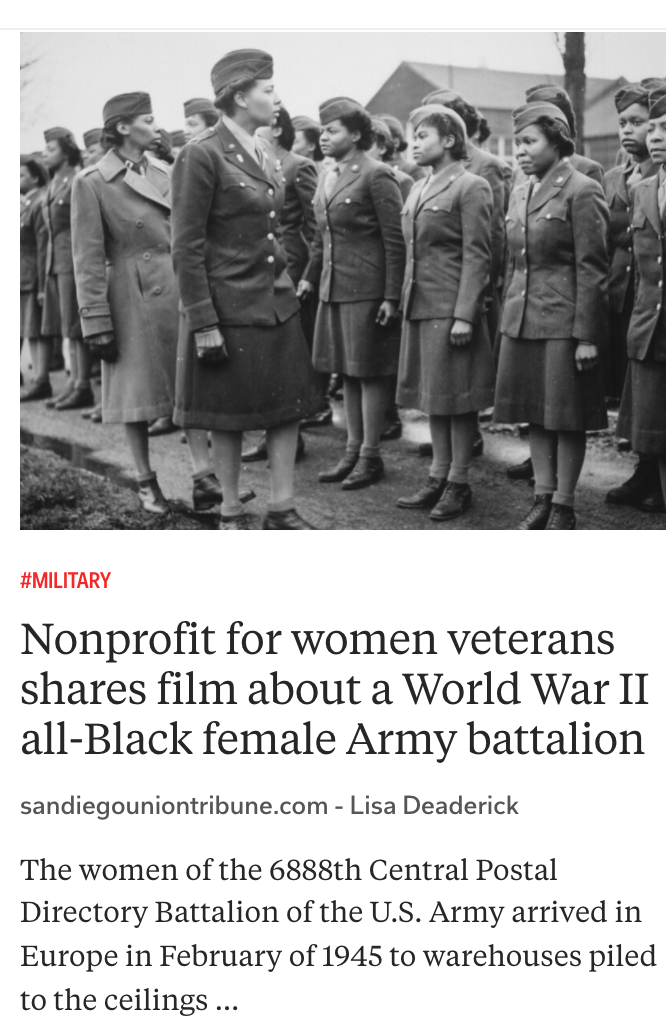 #MILITARY
Nonprofit for women veterans
shares film about a World War II
all-Black female Army battalion
sandiegouniontribune.com - Lisa Deaderick
The women of the 6888th Central Postal
Directory Battalion of the U.S. Army arrived in
Europe in February of 1945 to warehouses piled
to the ceilings ...